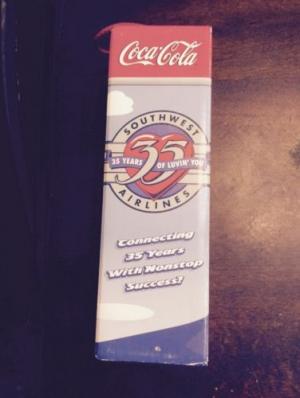 Coca-Cola
SOUTHWEST
35
35 YEARS OF LUVIN' YOU
AIRLINES
Connecting
35 Years
With Nonstop
Success!